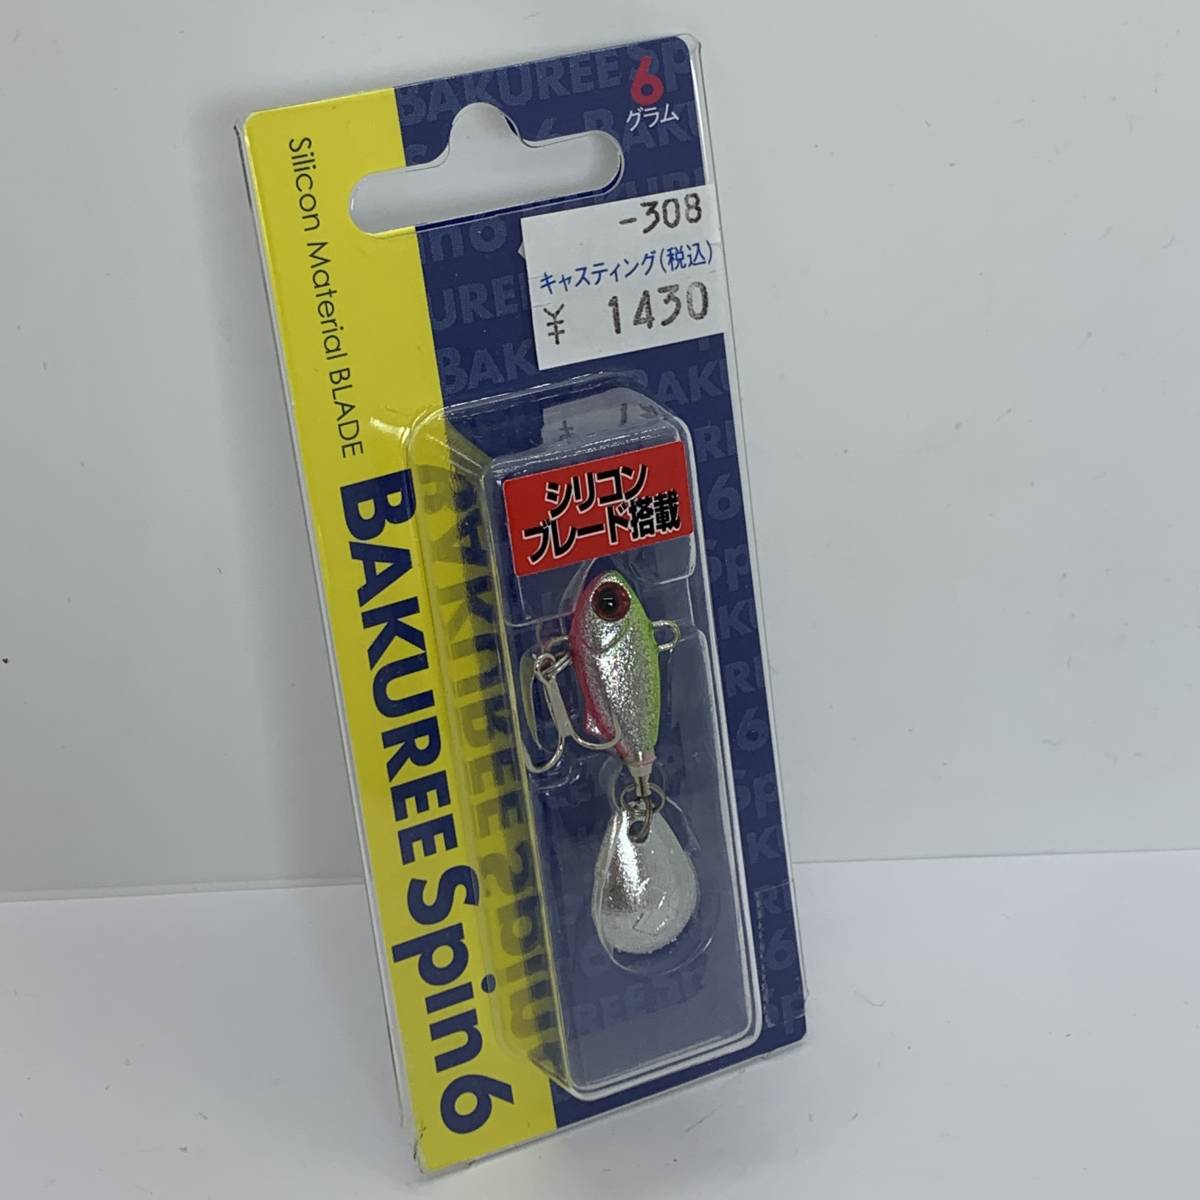 6
グラム
-308
キャスティング(税込)
¥ 1430
Silicon Material BLADE
シリコン
ブレード搭載
BAKUREE Spin6